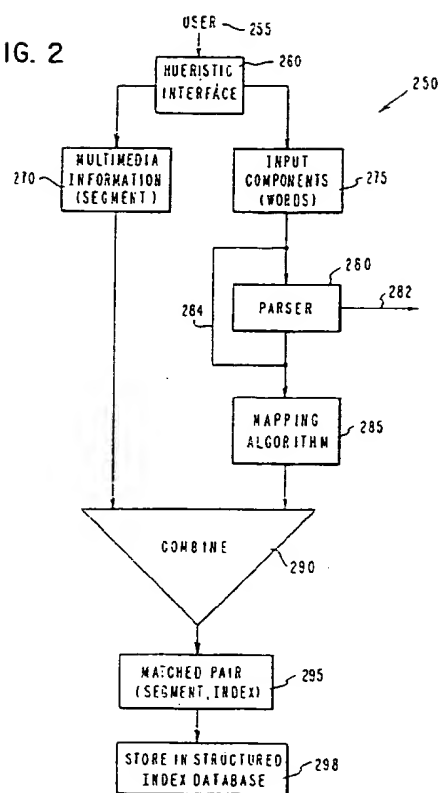 IG. 2
USER 255
HUERISTIC
INTERFACE
260
250
MULTIMEDIA
INFORMATION
(SEGMENT)
270
INPUT
COMPONENTS
(WORDS)
275
260
284
PARSER
282
MAPPING
ALGORITHM
285
COMBINE
290
MATCHED PAIR
(SEGMENT, INDEX)
295
STORE IN STRUCTURED
INDEX DATABASE
298